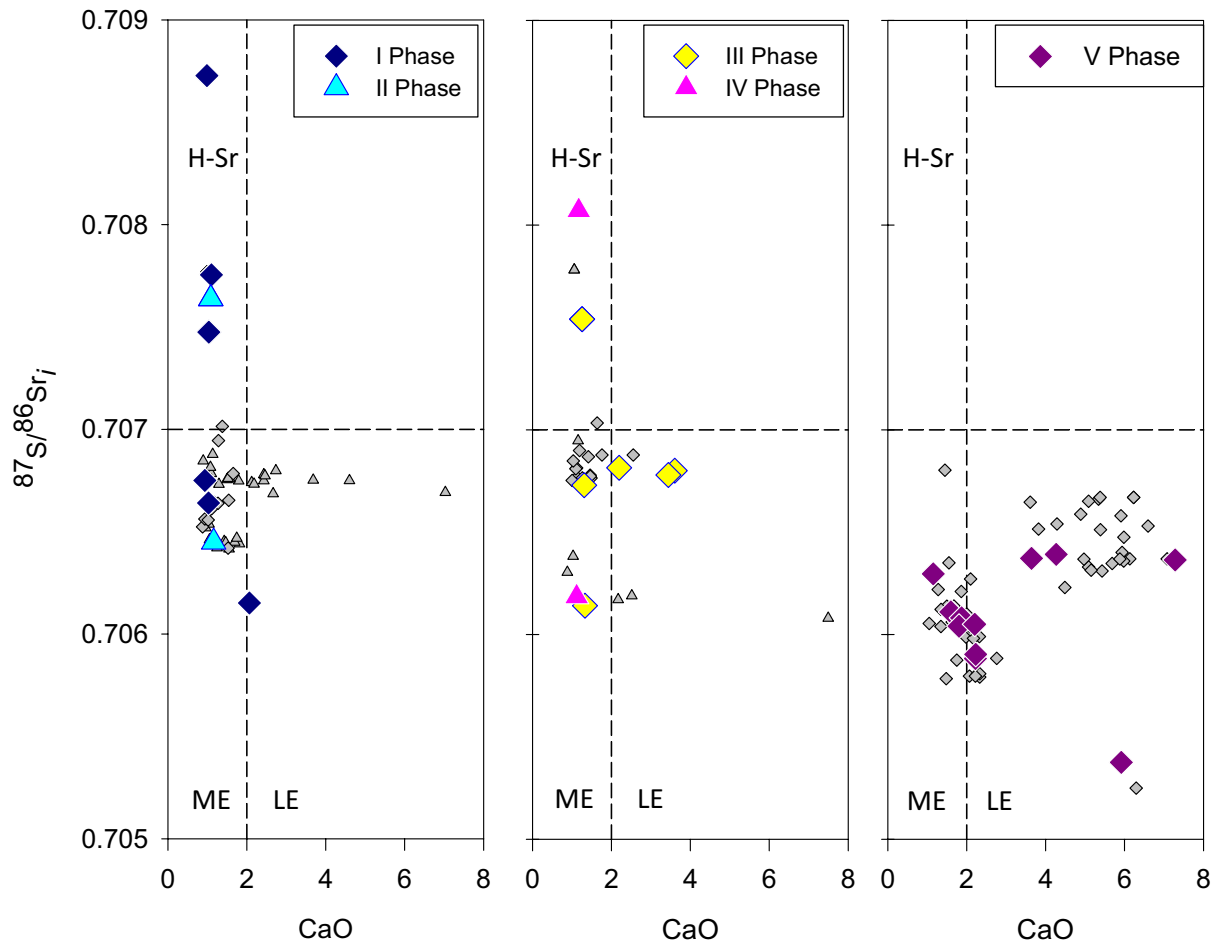 0.709
0.708
0.707
0.706
0.705
87S/86Sri
I Phase
II Phase
H-Sr
ME LE
0 2 4 6 8
CaO
III Phase
IV Phase
H-Sr
ME LE
0 2 4 6 8
CaO
V Phase
H-Sr
ME LE
0 2 4 6 8
CaO